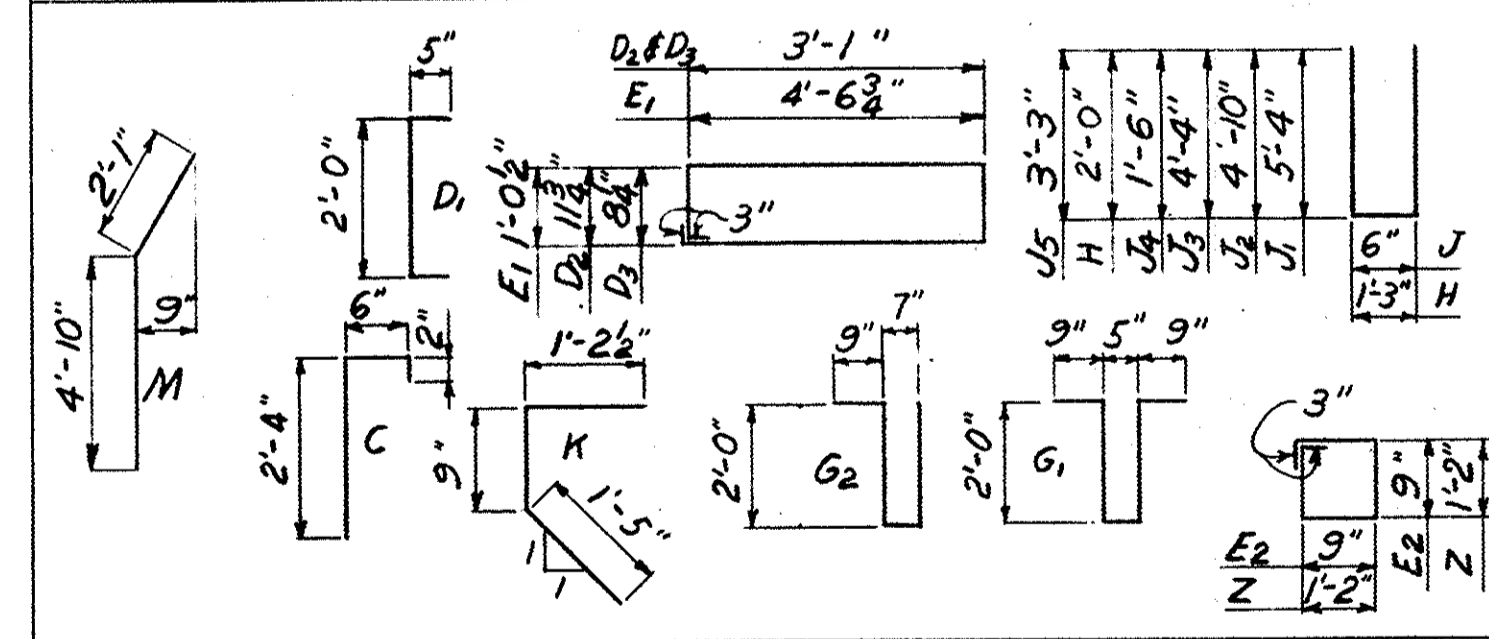 2'-1"
4'-10"
9"
M
5"
2'-0"
D1
6"
2"
2'-4"
C
D2 & D3 3'-1"
E1 4'-6 3/4"
E1 1'-0 1/2"
D2 11 3/4"
D3 8 1/4"
3"
1'-2 1/2"
9"
K
1'-5"
1
1
9" 7"
2'-0"
G2
9" 5" 9"
2'-0"
G1
J5 3'-3"
H 2'-0"
J4 1'-6"
J3 4'-4"
J2 4'-10"
J1 5'-4"
6" J
1'-3" H
3"
E2 9"
Z 1'-2"
9" E2
1'-2" Z